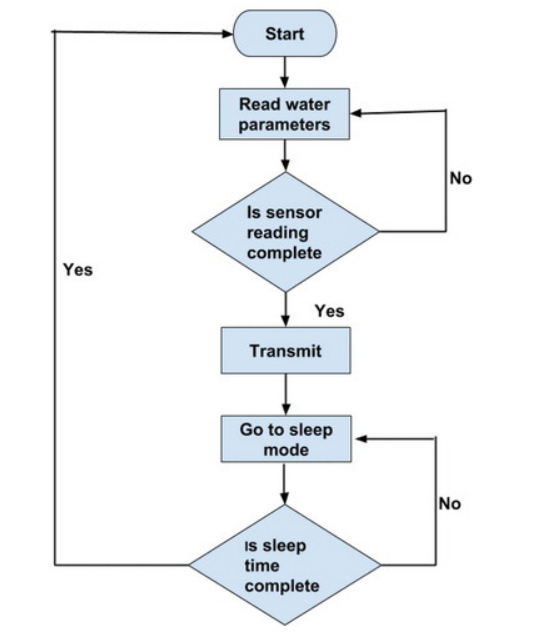 Start
Read water
parameters
No
Is sensor
reading
complete
Yes
Yes
Transmit
Go to sleep
mode
No
Is sleep
time
complete